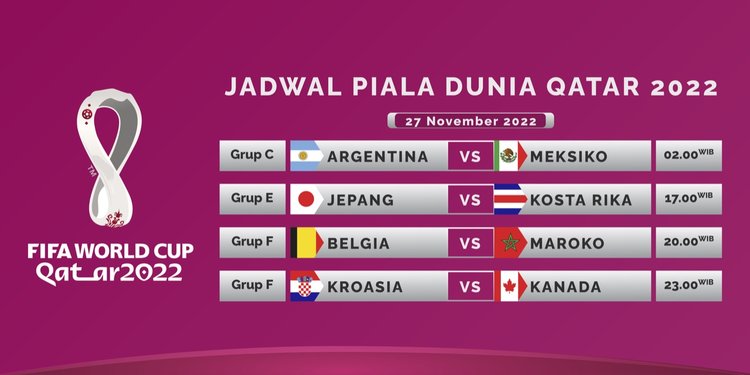 JADWAL PIALA DUNIA QATAR 2022
27 November 2022
Grup C ARGENTINA VS MEKSIKO 02.00WIB
Grup E JEPANG VS KOSTA RIKA 17.00WIB
Grup F BELGIA VS MAROKO 20.00WIB
Grup F KROASIA VS KANADA 23.00WIB
TM
FIFA WORLD CUP
Qatar2022